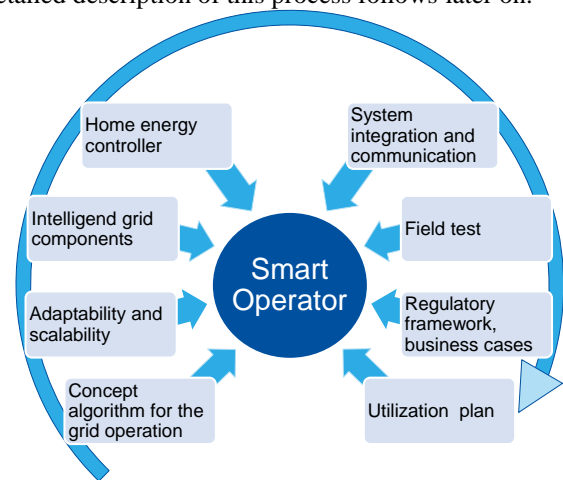 etailed description of this process follows later on.
Home energy
controller
System
integration and
communication
Intelligend grid
components
Field test
Smart
Operator
Adaptability and
scalability
Regulatory
framework,
business cases
Concept
algorithm for the
grid operation
Utilization plan